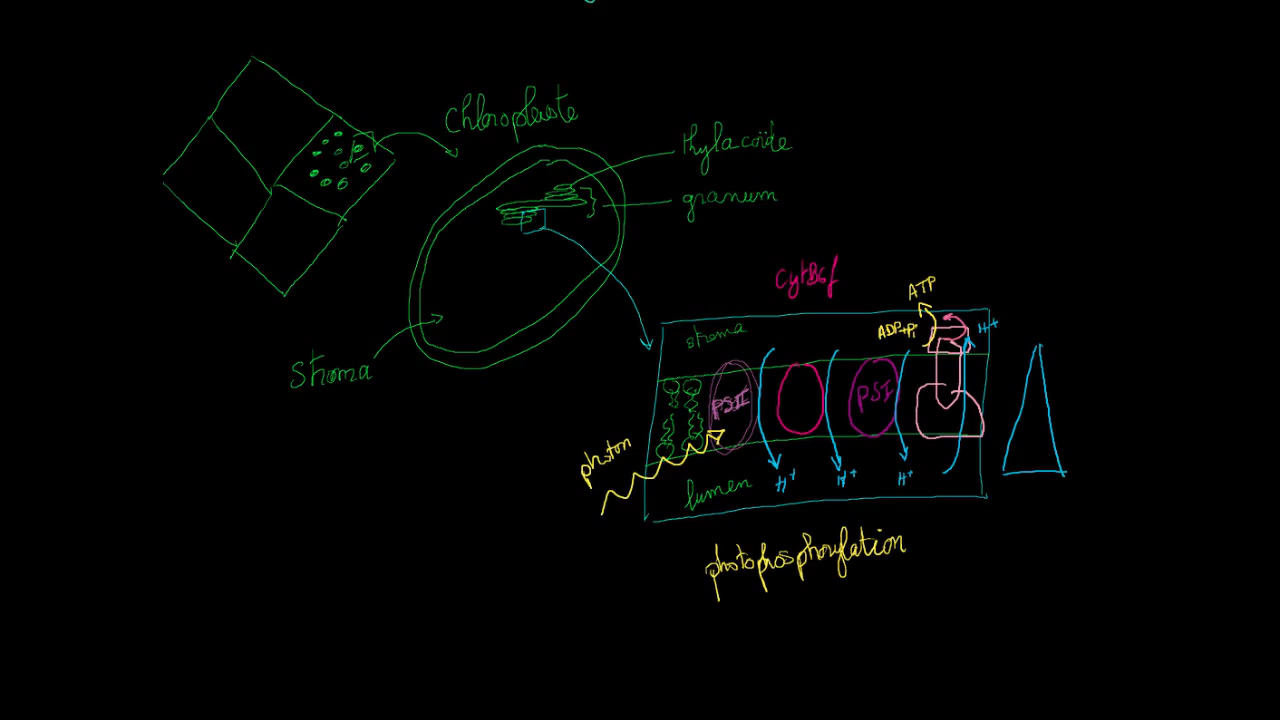 Chloroplaste
thylacoïde
granum
Stroma
CytB6f
ATP
ADP+Pi
H+
stroma
PSII
PSI
photon
lumen
H+
H+
H+
photophosphorylation